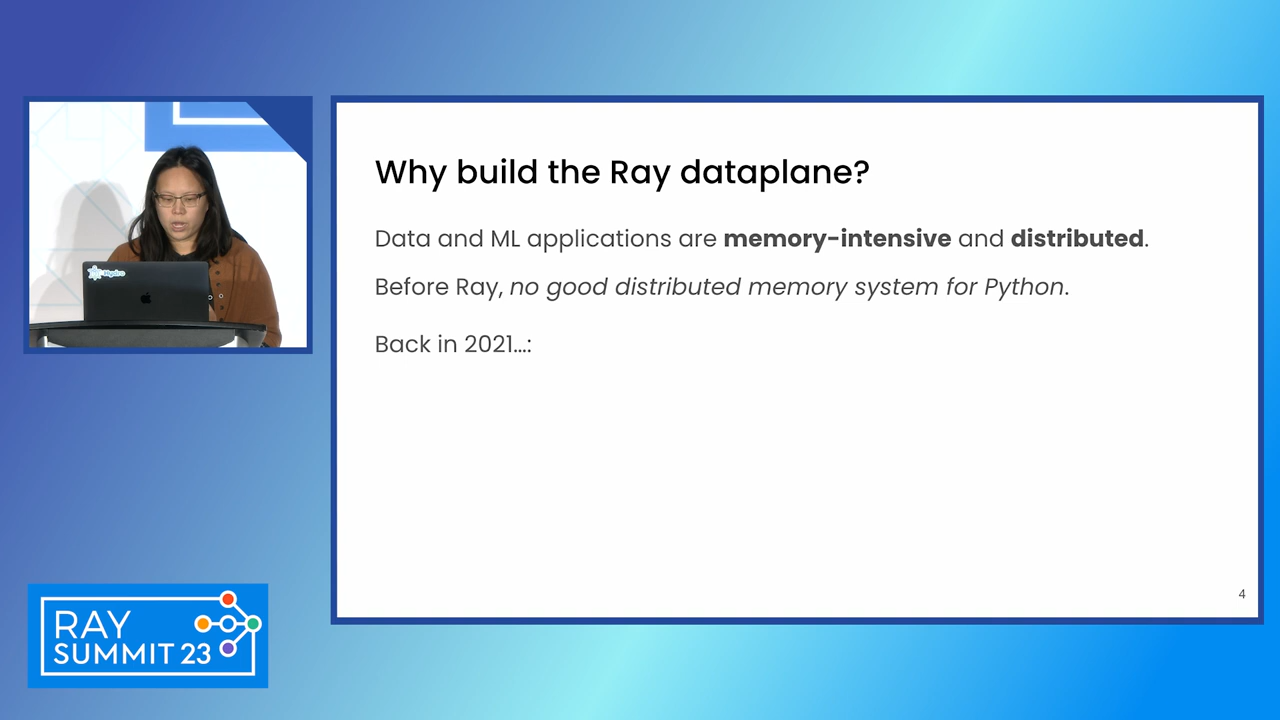 Why build the Ray dataplane?
Data and ML applications are memory-intensive and distributed.
Before Ray, no good distributed memory system for Python.
Back in 2021...:
4
Hydro
RAY
SUMMIT 23